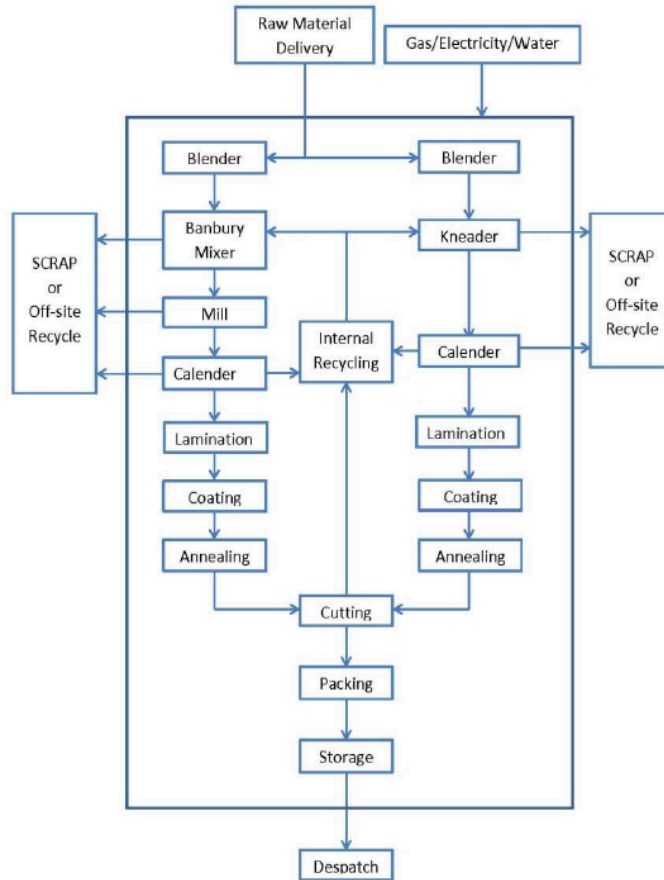 Raw Material
Delivery
Gas/Electricity/Water
Blender
Blender
SCRAP
or
Off-site
Recycle
Banbury
Mixer
Kneader
SCRAP
or
Off-site
Recycle
Mill
Internal
Recycling
Calender
Calender
Lamination
Lamination
Coating
Coating
Annealing
Annealing
Cutting
Packing
Storage
Despatch